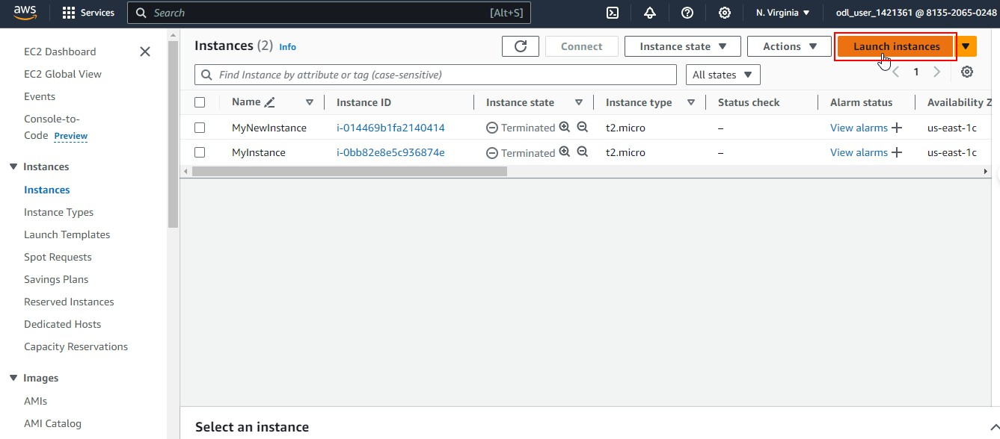 aws Services Search [Alt+S] N. Virginia odl_user_1421361 @ 8135-2065-0248
EC2 Dashboard
EC2 Global View
Events
Console-to-
Code Preview
Instances
Instances
Instance Types
Launch Templates
Spot Requests
Savings Plans
Reserved Instances
Dedicated Hosts
Capacity Reservations
Images
AMIs
AMI Catalog
Instances (2) Info Connect Instance state Actions Launch instances
Find Instance by attribute or tag (case-sensitive) All states 1
Name Instance ID Instance state Instance type Status check Alarm status Availability Z
MyNewInstance i-014469b1fa2140414 Terminated t2.micro – View alarms us-east-1c
MyInstance i-0bb82e8e5c936874e Terminated t2.micro – View alarms us-east-1c
Select an instance